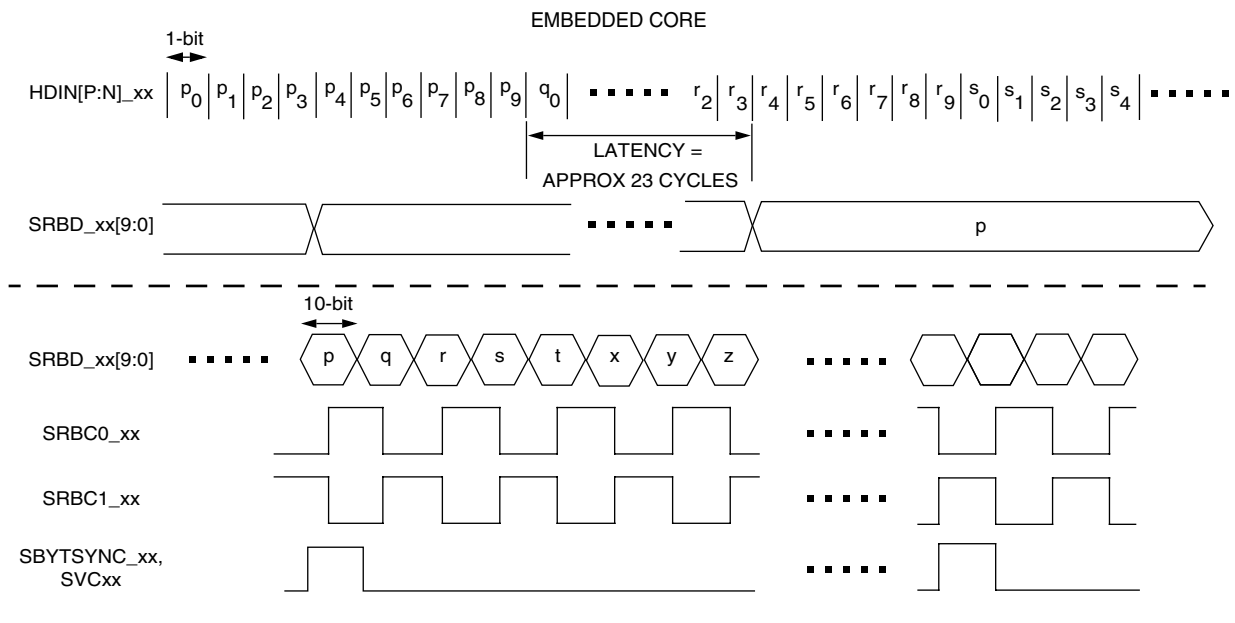 EMBEDDED CORE
1-bit
HDIN[P:N]_xx p0 p1 p2 p3 p4 p5 p6 p7 p8 p9 q0 r2 r3 r4 r5 r6 r7 r8 r9 s0 s1 s2 s3 s4
LATENCY =
APPROX 23 CYCLES
SRBD_xx[9:0] p
10-bit
SRBD_xx[9:0] p q r s t x y z
SRBC0_xx
SRBC1_xx
SBYTSYNC_xx,
SVCxx